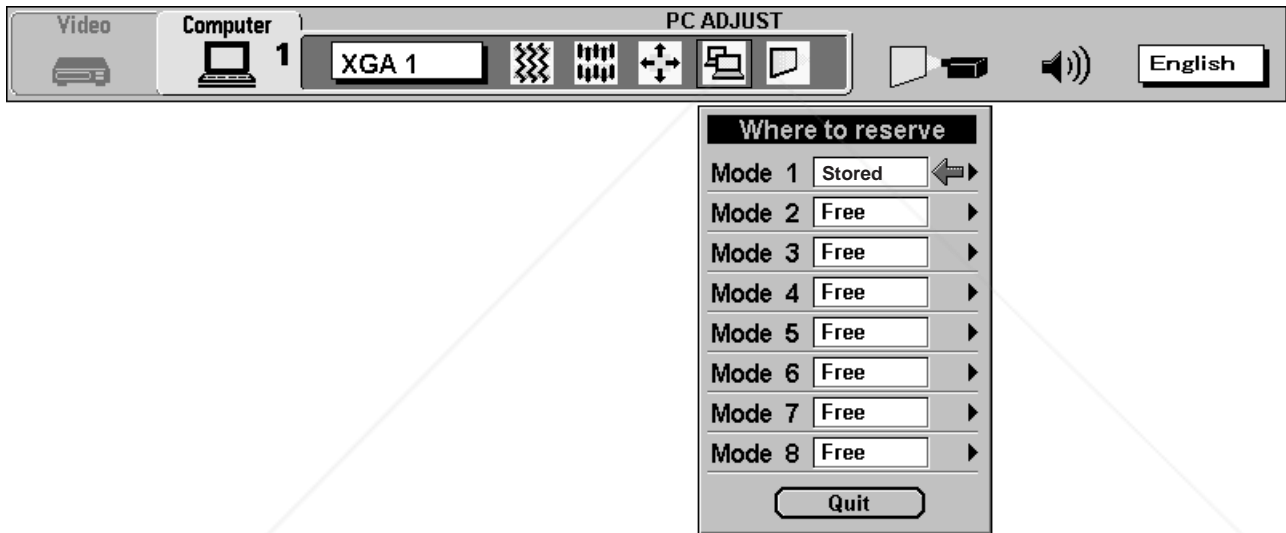 Video
Computer
PC ADJUST
1
XGA 1
English
Where to reserve
Mode 1 Stored
Mode 2 Free
Mode 3 Free
Mode 4 Free
Mode 5 Free
Mode 6 Free
Mode 7 Free
Mode 8 Free
Quit